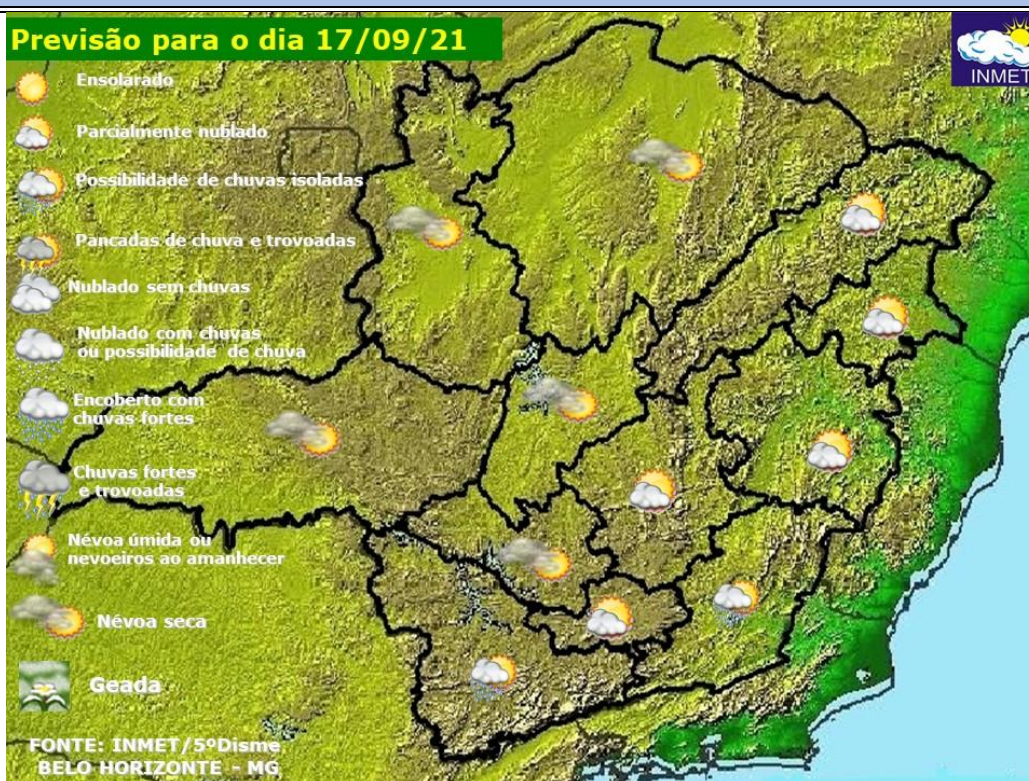 Previsão para o dia 17/09/21
INMET
Ensolarado
Parcialmente nublado
Possibilidade de chuvas isoladas
Pancadas de chuva e trovoadas
Nublado sem chuvas
Nublado com chuvas
ou possibilidade de chuva
Encoberto com
chuvas fortes
Chuvas fortes
e trovoadas
Névoa úmida ou
nevoeiros ao amanhecer
Névoa seca
Geada
FONTE: INMET/5ºDisme
BELO HORIZONTE - MG